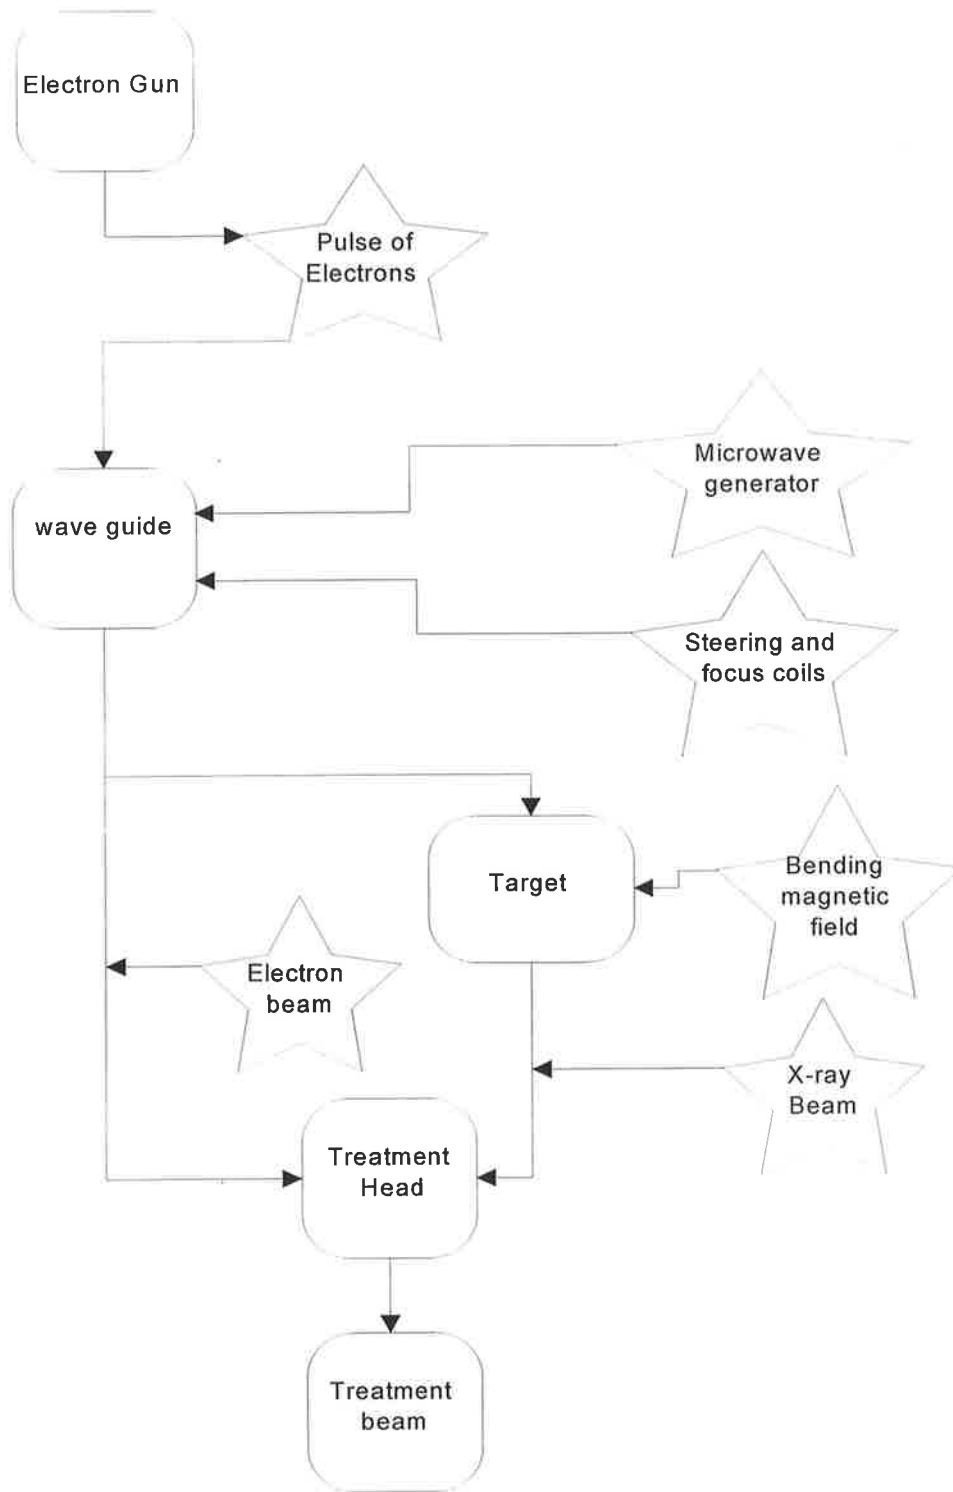 Electron Gun
Pulse of
Electrons
Microwave
generator
wave guide
Steering and
focus coils
Target
Bending
magnetic
field
Electron
beam
X-ray
Beam
Treatment
Head
Treatment
beam